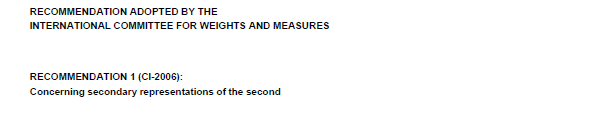 RECOMMENDATION ADOPTED BY THE
INTERNATIONAL COMMITTEE FOR WEIGHTS AND MEASURES
RECOMMENDATION 1 (CI-2006):
Concerning secondary representations of the second